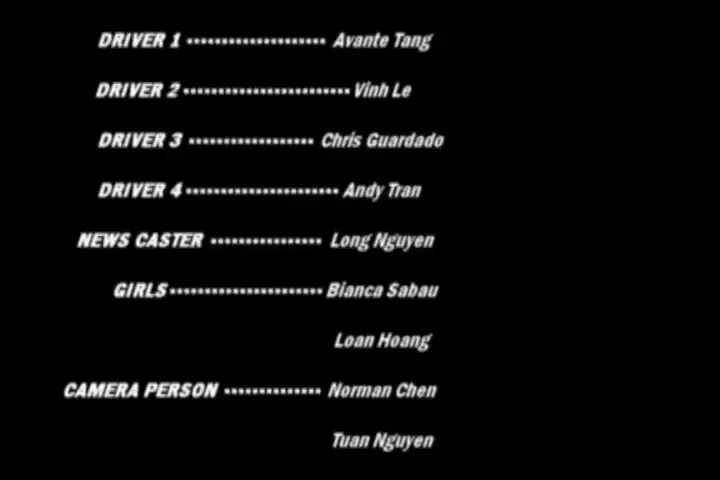 DRIVER 1 .................... Avante Tang
DRIVER 2 ........................ Vinh Le
DRIVER 3 .................. Chris Guardado
DRIVER 4 ...................... Andy Tran
NEWS CASTER ................ Long Nguyen
GIRLS ...................... Bianca Sabau
Loan Hoang
CAMERA PERSON .............. Norman Chen
Tuan Nguyen